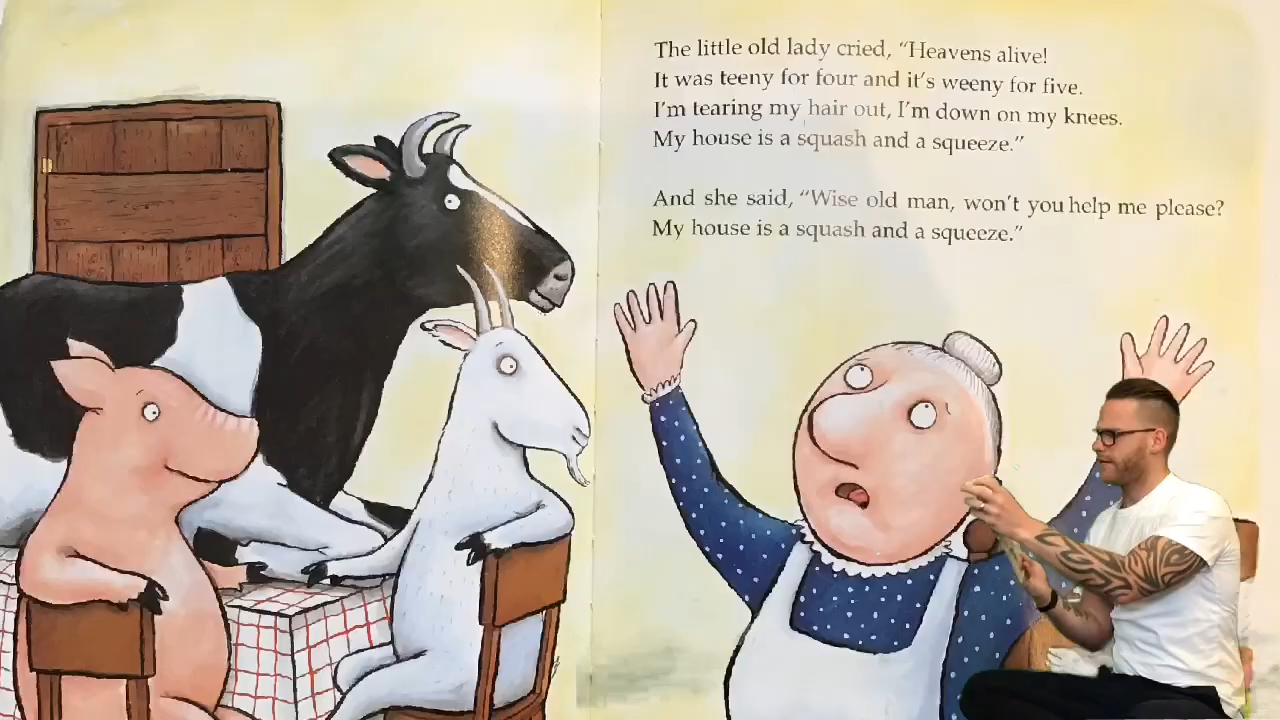 The little old lady cried, “Heavens alive!
It was teeny for four and it’s weeny for five.
I’m tearing my hair out, I’m down on my knees.
My house is a squash and a squeeze.”
And she said, “Wise old man, won’t you help me please?
My house is a squash and a squeeze.”